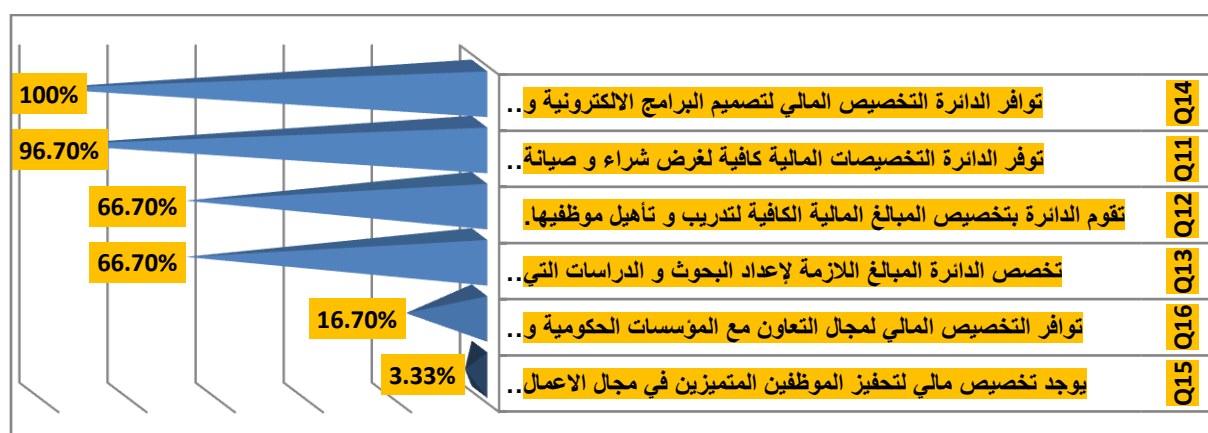 100%
توافر الدائرة التخصيص المالي لتصميم البرامج الالكترونية و..
Q14
96.70%
توفر الدائرة التخصيصات المالية كافية لغرض شراء و صيانة..
Q11
66.70%
تقوم الدائرة بتخصيص المبالغ المالية الكافية لتدريب و تأهيل موظفيها.
Q12
66.70%
تخصص الدائرة المبالغ اللازمة لإعداد البحوث و الدراسات التي..
Q13
16.70%
توافر التخصيص المالي لمجال التعاون مع المؤسسات الحكومية و..
Q16
3.33%
يوجد تخصيص مالي لتحفيز الموظفين المتميزين في مجال الاعمال..
Q15